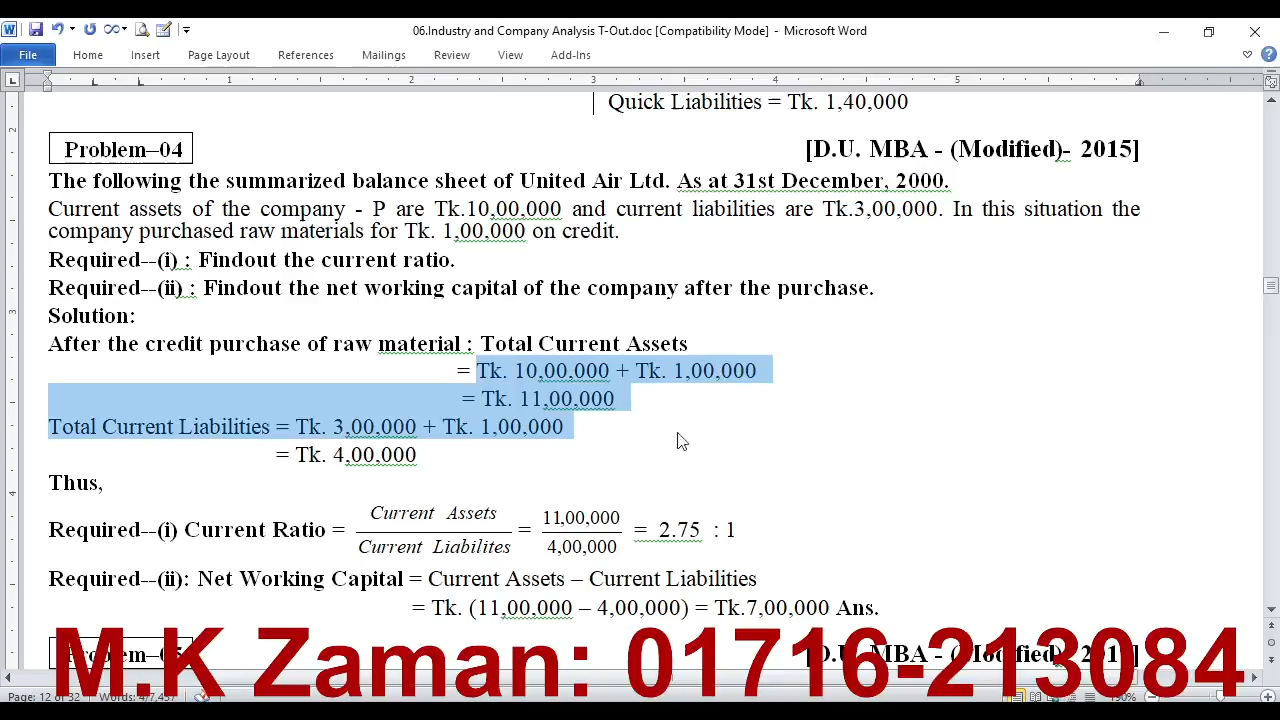 06.Industry and Company Analysis T-Out.doc [Compatibility Mode] - Microsoft Word
File Home Insert Page Layout References Mailings Review View Add-Ins
1 2 3 4 5
Quick Liabilities = Tk. 1,40,000
Problem–04 [D.U. MBA - (Modified)- 2015]
The following the summarized balance sheet of United Air Ltd. As at 31st December, 2000.
Current assets of the company - P are Tk.10,00,000 and current liabilities are Tk.3,00,000. In this situation the
company purchased raw materials for Tk. 1,00,000 on credit.
Required--(i) : Findout the current ratio.
Required--(ii) : Findout the net working capital of the company after the purchase.
Solution:
After the credit purchase of raw material : Total Current Assets
= Tk. 10,00,000 + Tk. 1,00,000
= Tk. 11,00,000
Total Current Liabilities = Tk. 3,00,000 + Tk. 1,00,000
= Tk. 4,00,000
Thus,
Required--(i) Current Ratio = Current Assets / Current Liabilites = 11,00,000 / 4,00,000 = 2.75 : 1
Required--(ii): Net Working Capital = Current Assets – Current Liabilities
= Tk. (11,00,000 – 4,00,000) = Tk.7,00,000 Ans.
M.K Zaman: 01716-213084
Page: 12 of 32